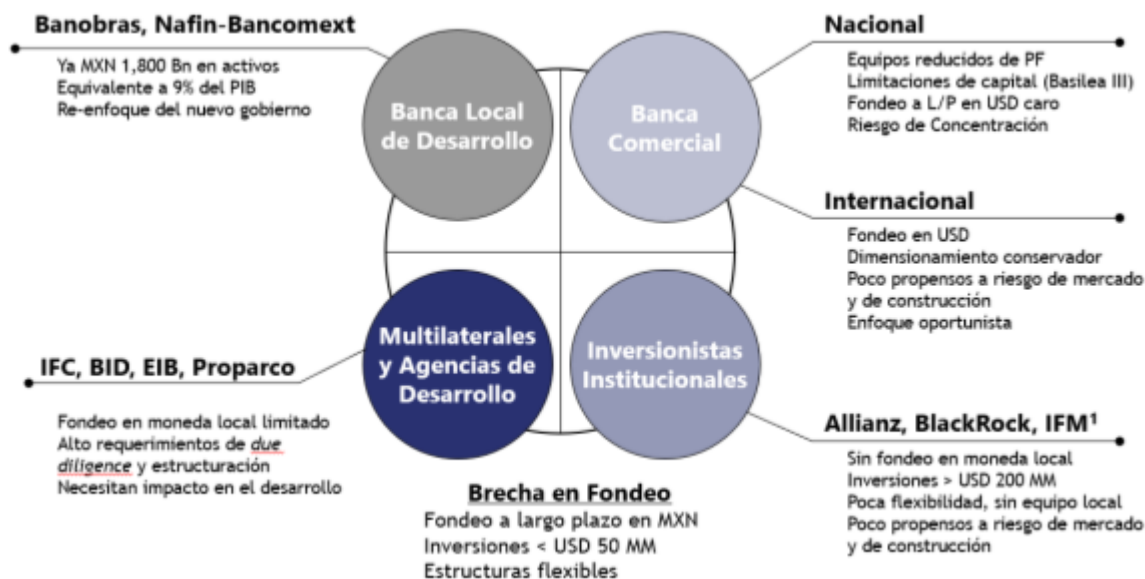 Banobras, Nafin-Bancomext
Ya MXN 1,800 Bn en activos
Equivalente a 9% del PIB
Re-enfoque del nuevo gobierno
Banca Local
de Desarrollo
Banca
Comercial
Nacional
Equipos reducidos de PF
Limitaciones de capital (Basilea III)
Fondeo a L/P en USD caro
Riesgo de Concentración
Internacional
Fondeo en USD
Dimensionamiento conservador
Poco propensos a riesgo de mercado
y de construcción
Enfoque oportunista
IFC, BID, EIB, Proparco
Fondeo en moneda local limitado
Alto requerimientos de due
diligence y estructuración
Necesitan impacto en el desarrollo
Multilaterales
y Agencias de
Desarrollo
Inversionistas
Institucionales
Allianz, BlackRock, IFM¹
Sin fondeo en moneda local
Inversiones > USD 200 MM
Poca flexibilidad, sin equipo local
Poco propensos a riesgo de mercado
y de construcción
Brecha en Fondeo
Fondeo a largo plazo en MXN
Inversiones < USD 50 MM
Estructuras flexibles